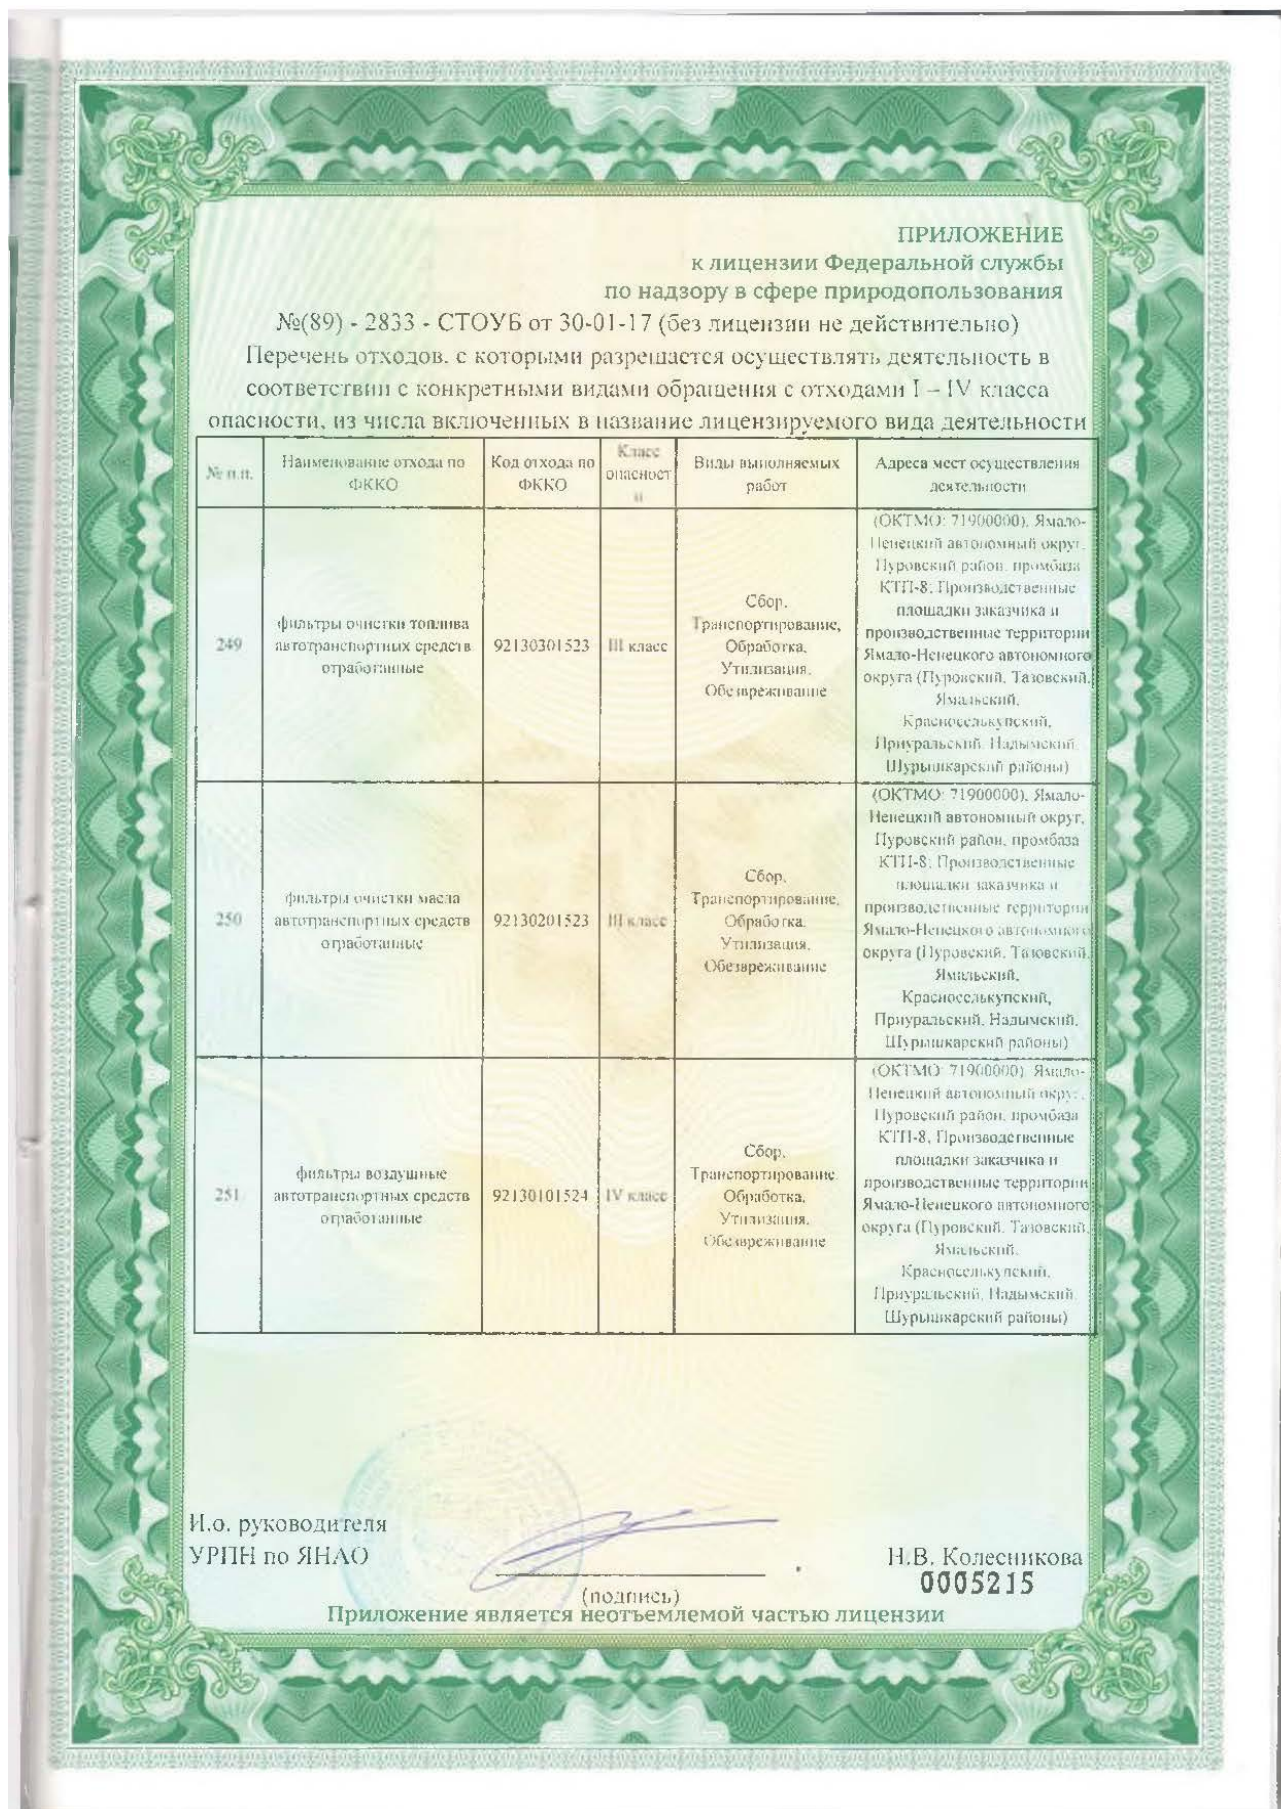 ПРИЛОЖЕНИЕ
к лицензии Федеральной службы
по надзору в сфере природопользования
№(89) - 2833 - СТОУБ от 30-01-17 (без лицензии не действительно)
Перечень отходов, с которыми разрешается осуществлять деятельность в
соответствии с конкретными видами обращения с отходами I – IV класса
опасности, из числа включенных в название лицензируемого вида деятельности
№ п.п.
Наименование отхода по
ФККО
Код отхода по
ФККО
Класс
опасност
и
Виды выполняемых
работ
Адреса мест осуществления
деятельности
249
фильтры очистки топлива
автотранспортных средств
отработанные
92130301523
III класс
Сбор,
Транспортирование,
Обработка,
Утилизация,
Обезвреживание
(ОКТМО: 71900000), Ямало-
Ненецкий автономный округ,
Пуровский район, промбаза
КТП-8; Производственные
площадки заказчика и
производственные территории
Ямало-Ненецкого автономного
округа (Пуровский, Тазовский,
Ямальский,
Красноселькупский,
Приуральский, Надымский,
Шурышкарский районы)
250
фильтры очистки масла
автотранспортных средств
отработанные
92130201523
III класс
Сбор,
Транспортирование,
Обработка,
Утилизация,
Обезвреживание
(ОКТМО: 71900000), Ямало-
Ненецкий автономный округ,
Пуровский район, промбаза
КТП-8; Производственные
площадки заказчика и
производственные территории
Ямало-Ненецкого автономного
округа (Пуровский, Тазовский,
Ямальский,
Красноселькупский,
Приуральский, Надымский,
Шурышкарский районы)
251
фильтры воздушные
автотранспортных средств
отработанные
92130101524
IV класс
Сбор,
Транспортирование,
Обработка,
Утилизация,
Обезвреживание
(ОКТМО: 71900000), Ямало-
Ненецкий автономный округ,
Пуровский район, промбаза
КТП-8, Производственные
площадки заказчика и
производственные территории
Ямало-Ненецкого автономного
округа (Пуровский, Тазовский,
Ямальский,
Красноселькупский,
Приуральский, Надымский,
Шурышкарский районы)
И.о. руководителя
УРПН по ЯНАО
Н.В. Колесникова
0005215
(подпись)
Приложение является неотъемлемой частью лицензии